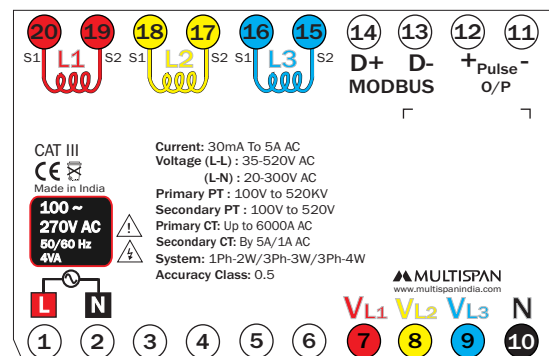 20 19 18 17 16 15 14 13 12 11
S1 L1 S2 S1 L2 S2 S1 L3 S2 D+ D- + Pulse -
MODBUS O/P
CAT III
CE
Made in India
100 ~
270V AC
50/60 Hz
4VA
L N
Current: 30mA To 5A AC
Voltage (L-L) : 35-520V AC
(L-N) : 20-300V AC
Primary PT : 100V to 520KV
Secondary PT : 100V to 520V
Primary CT: Up to 6000A AC
Secondary CT: By 5A/1A AC
System: 1Ph-2W/3Ph-3W/3Ph-4W
Accuracy Class: 0.5
MULTISPAN
www.multispanindia.com
VL1 VL2 VL3 N
1 2 3 4 5 6 7 8 9 10